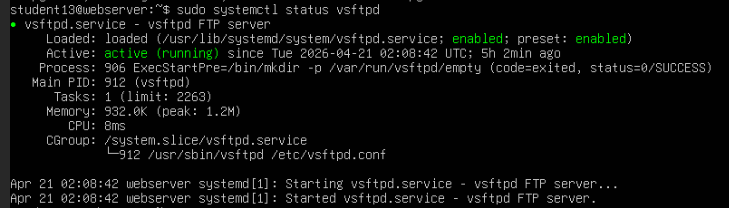 student13@webserver:~$ sudo systemctl status vsftpd
● vsftpd.service - vsftpd FTP server
Loaded: loaded (/usr/lib/systemd/system/vsftpd.service; enabled; preset: enabled)
Active: active (running) since Tue 2026-04-21 02:08:42 UTC; 5h 2min ago
Process: 906 ExecStartPre=/bin/mkdir -p /var/run/vsftpd/empty (code=exited, status=0/SUCCESS)
Main PID: 912 (vsftpd)
Tasks: 1 (limit: 2263)
Memory: 932.0K (peak: 1.2M)
CPU: 8ms
CGroup: /system.slice/vsftpd.service
└─912 /usr/sbin/vsftpd /etc/vsftpd.conf
Apr 21 02:08:42 webserver systemd[1]: Starting vsftpd.service - vsftpd FTP server...
Apr 21 02:08:42 webserver systemd[1]: Started vsftpd.service - vsftpd FTP server.